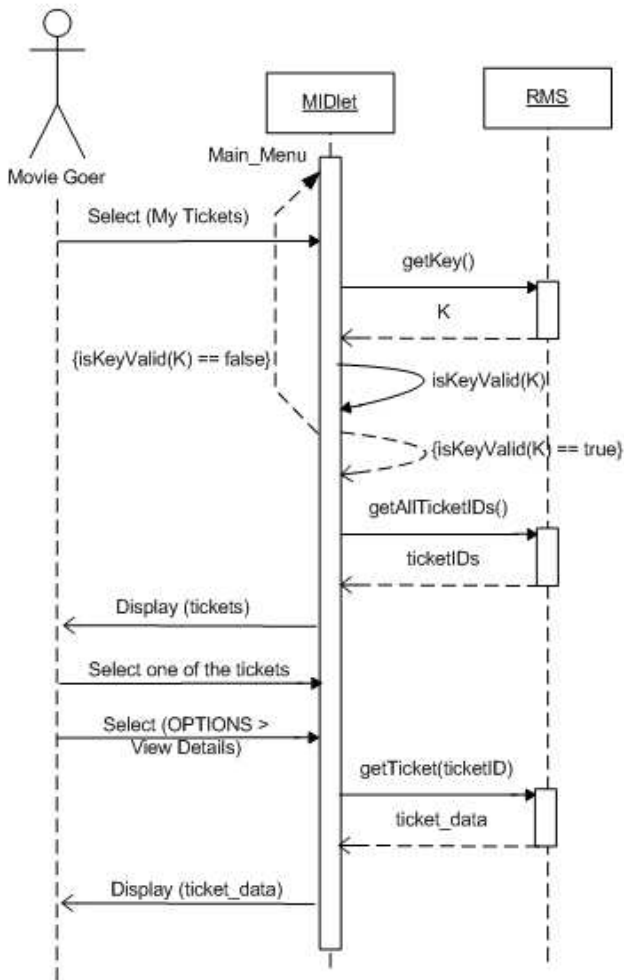 MIDlet
RMS
Main_Menu
Movie Goer
Select (My Tickets)
getKey()
K
{isKeyValid(K) == false}
isKeyValid(K)
{isKeyValid(K) == true}
getAllTicketIDs()
ticketIDs
Display (tickets)
Select one of the tickets
Select (OPTIONS >
View Details)
getTicket(ticketID)
ticket_data
Display (ticket_data)